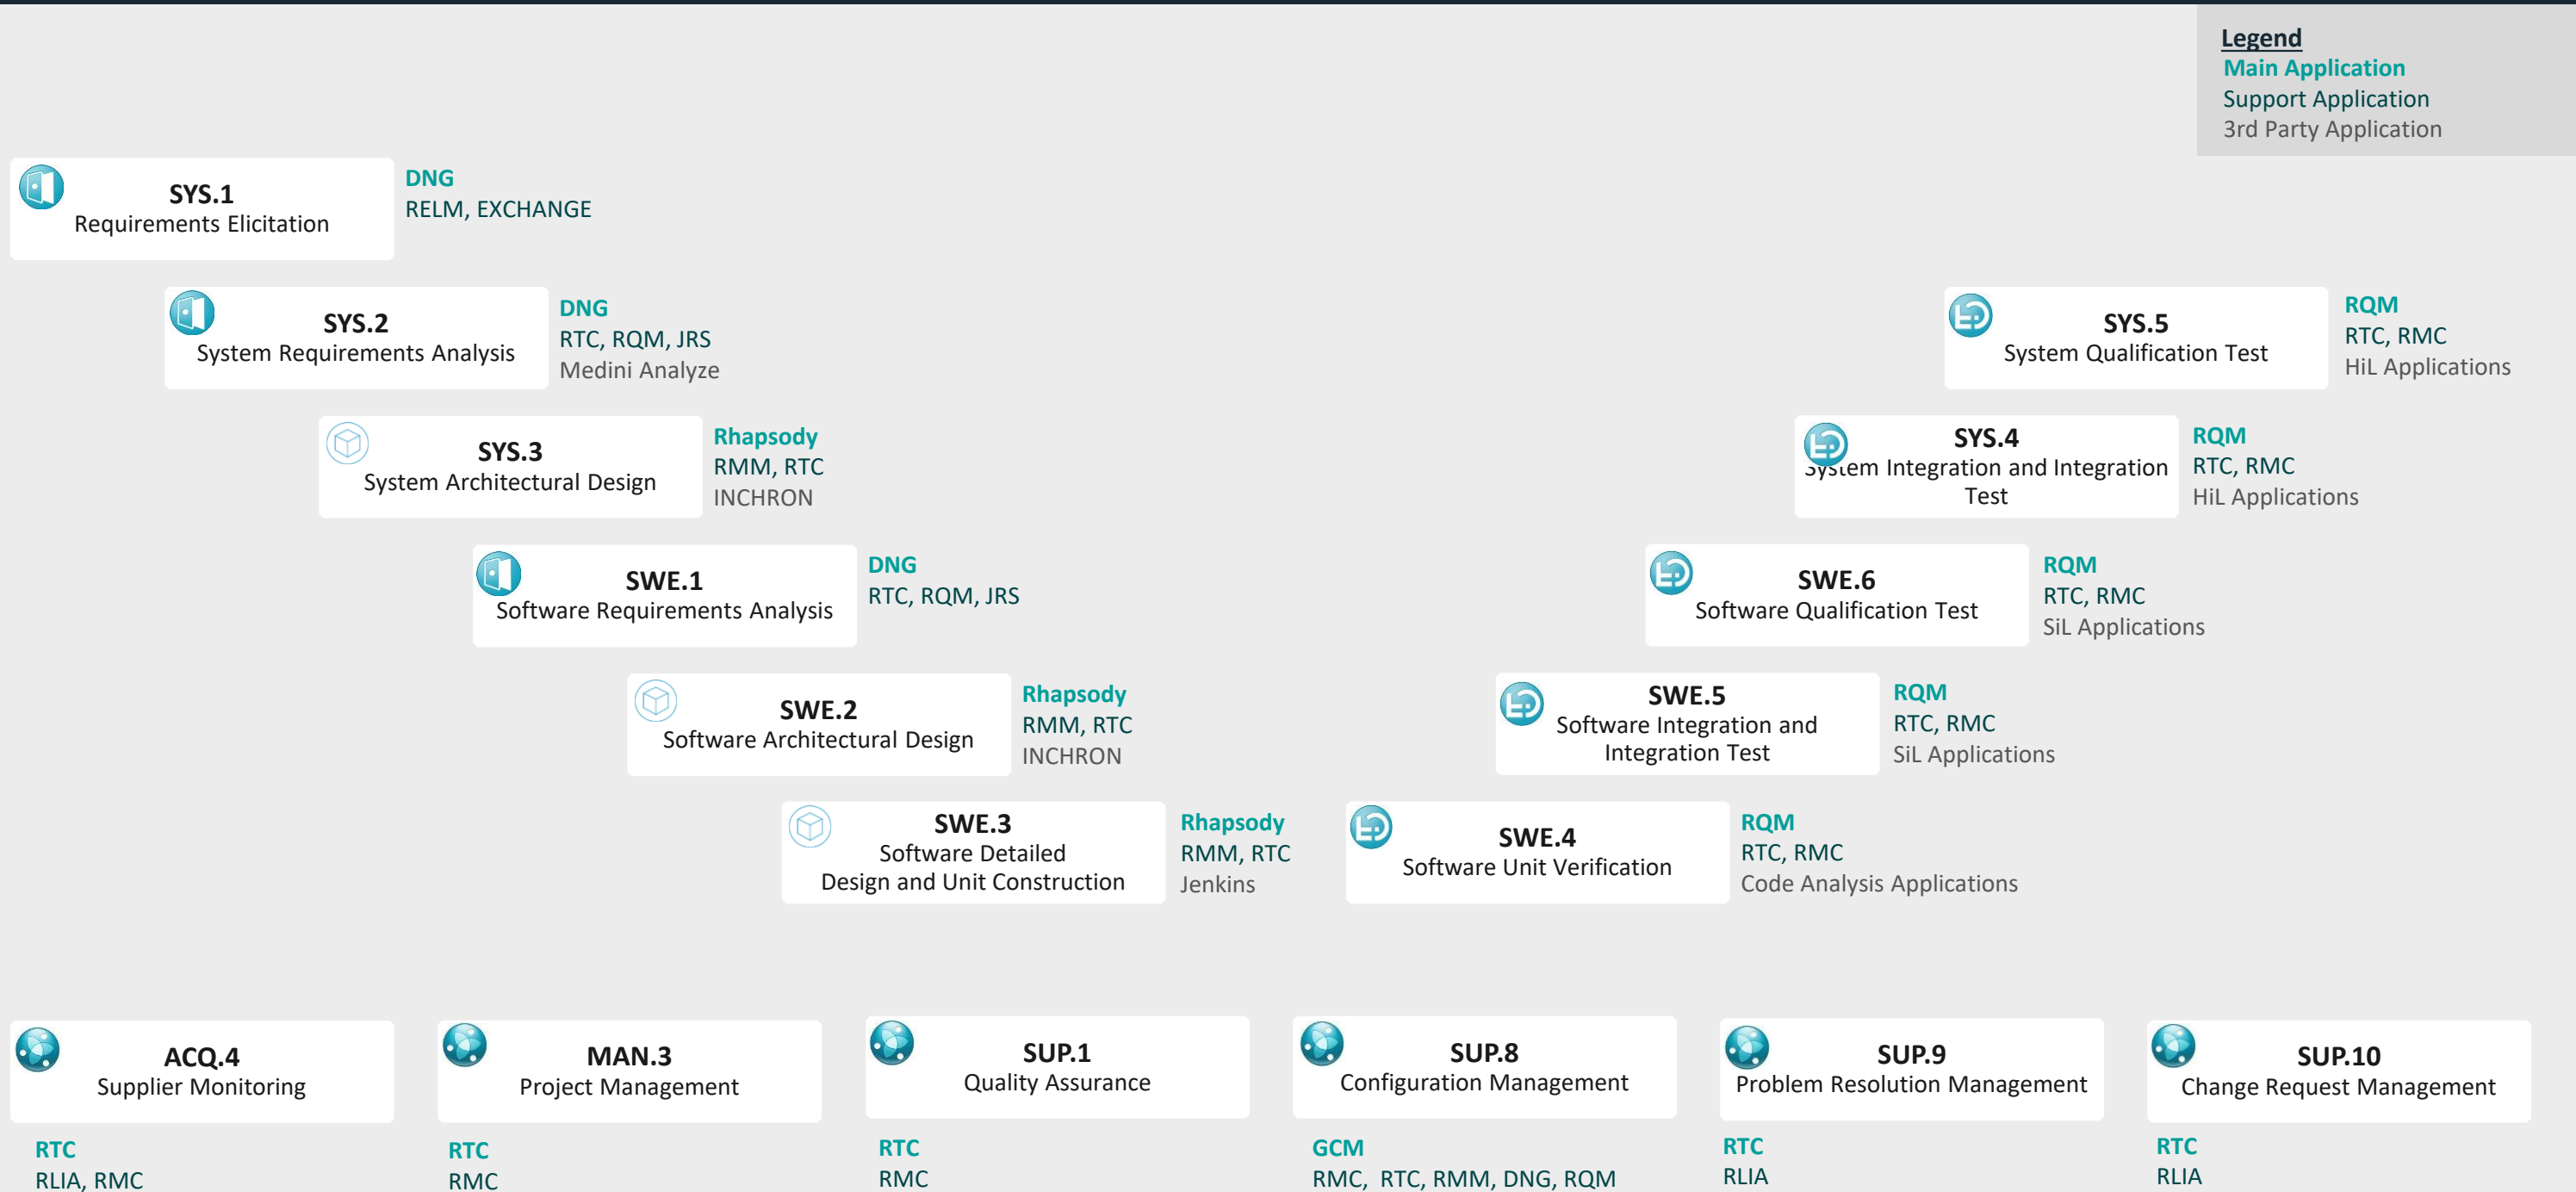 Legend
Main Application
Support Application
3rd Party Application
SYS.1
Requirements Elicitation
DNG
RELM, EXCHANGE
SYS.2
System Requirements Analysis
DNG
RTC, RQM, JRS
Medini Analyze
SYS.5
System Qualification Test
RQM
RTC, RMC
HiL Applications
SYS.3
System Architectural Design
Rhapsody
RMM, RTC
INCHRON
SYS.4
System Integration and Integration
Test
RQM
RTC, RMC
HiL Applications
SWE.1
Software Requirements Analysis
DNG
RTC, RQM, JRS
SWE.6
Software Qualification Test
RQM
RTC, RMC
SiL Applications
SWE.2
Software Architectural Design
Rhapsody
RMM, RTC
INCHRON
SWE.5
Software Integration and
Integration Test
RQM
RTC, RMC
SiL Applications
SWE.3
Software Detailed
Design and Unit Construction
Rhapsody
RMM, RTC
Jenkins
SWE.4
Software Unit Verification
RQM
RTC, RMC
Code Analysis Applications
ACQ.4
Supplier Monitoring
RTC
RLIA, RMC
MAN.3
Project Management
RTC
RMC
SUP.1
Quality Assurance
RTC
RMC
SUP.8
Configuration Management
GCM
RMC, RTC, RMM, DNG, RQM
SUP.9
Problem Resolution Management
RTC
RLIA
SUP.10
Change Request Management
RTC
RLIA